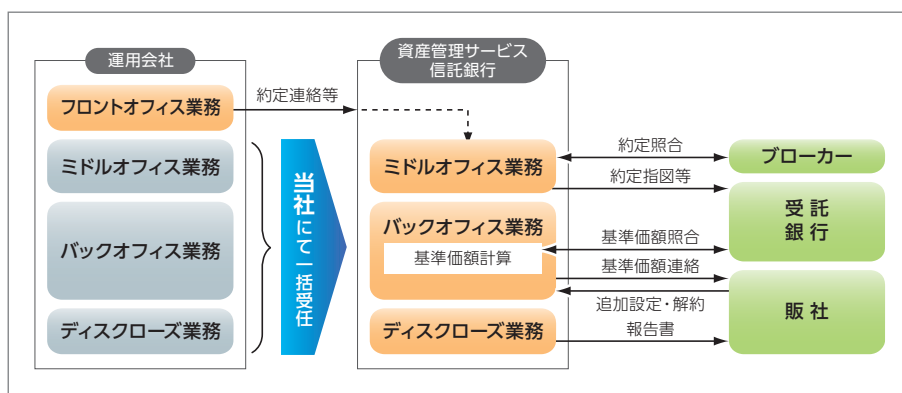 運用会社
フロントオフィス業務
ミドルオフィス業務
バックオフィス業務
ディスクローズ業務
約定連絡等
当社にて一括受任
資産管理サービス
信託銀行
ミドルオフィス業務
バックオフィス業務
基準価額計算
ディスクローズ業務
約定照合
約定指図等
基準価額照合
基準価額連絡
追加設定・解約
報告書
ブローカー
受託
銀行
販社